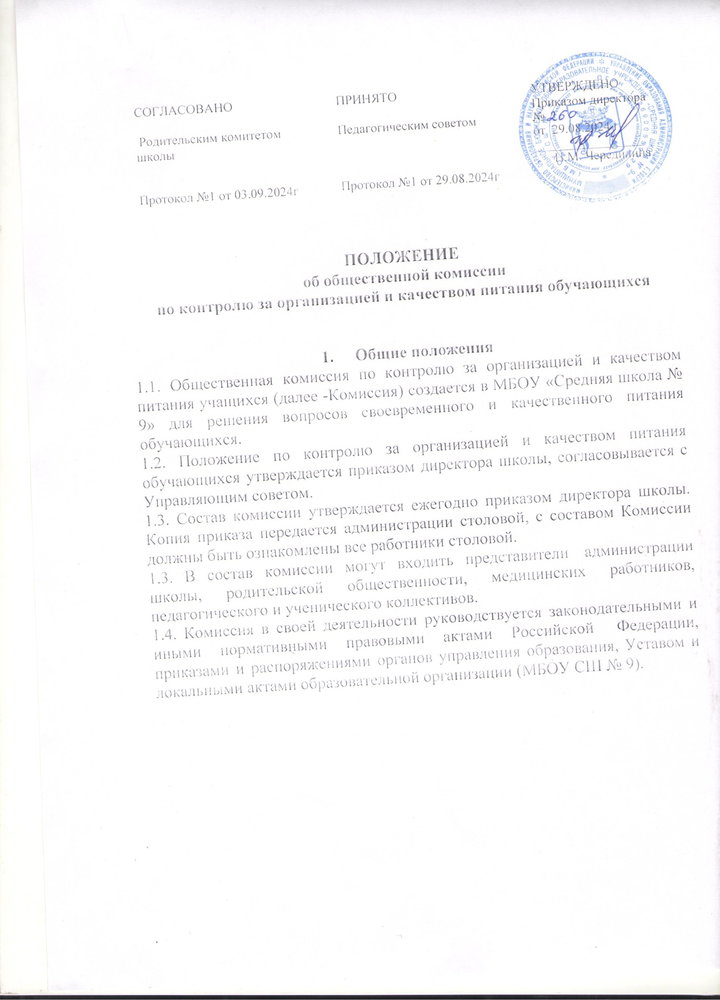 СОГЛАСОВАНО
Родительским комитетом
школы
Протокол №1 от 03.09.2024г
ПРИНЯТО
Педагогическим советом
Протокол №1 от 29.08.2024г
УТВЕРЖДЕНО
Приказом директора
№ 260
от 29.08.2024 г
Н.М. Чередилина
ПОЛОЖЕНИЕ
об общественной комиссии
по контролю за организацией и качеством питания обучающихся
1. Общие положения
1.1. Общественная комиссия по контролю за организацией и качеством
питания учащихся (далее -Комиссия) создается в МБОУ «Средняя школа №
9» для решения вопросов своевременного и качественного питания
обучающихся.
1.2. Положение по контролю за организацией и качеством питания
обучающихся утверждается приказом директора школы, согласовывается с
Управляющим советом.
1.3. Состав комиссии утверждается ежегодно приказом директора школы.
Копия приказа передается администрации столовой, с составом Комиссии
должны быть ознакомлены все работники столовой.
1.3. В состав комиссии могут входить представители администрации
школы, родительской общественности, медицинских работников,
педагогического и ученического коллективов.
1.4. Комиссия в своей деятельности руководствуется законодательными и
иными нормативными правовыми актами Российской Федерации,
приказами и распоряжениями органов управления образования, Уставом и
локальными актами образовательной организации (МБОУ СШ № 9).